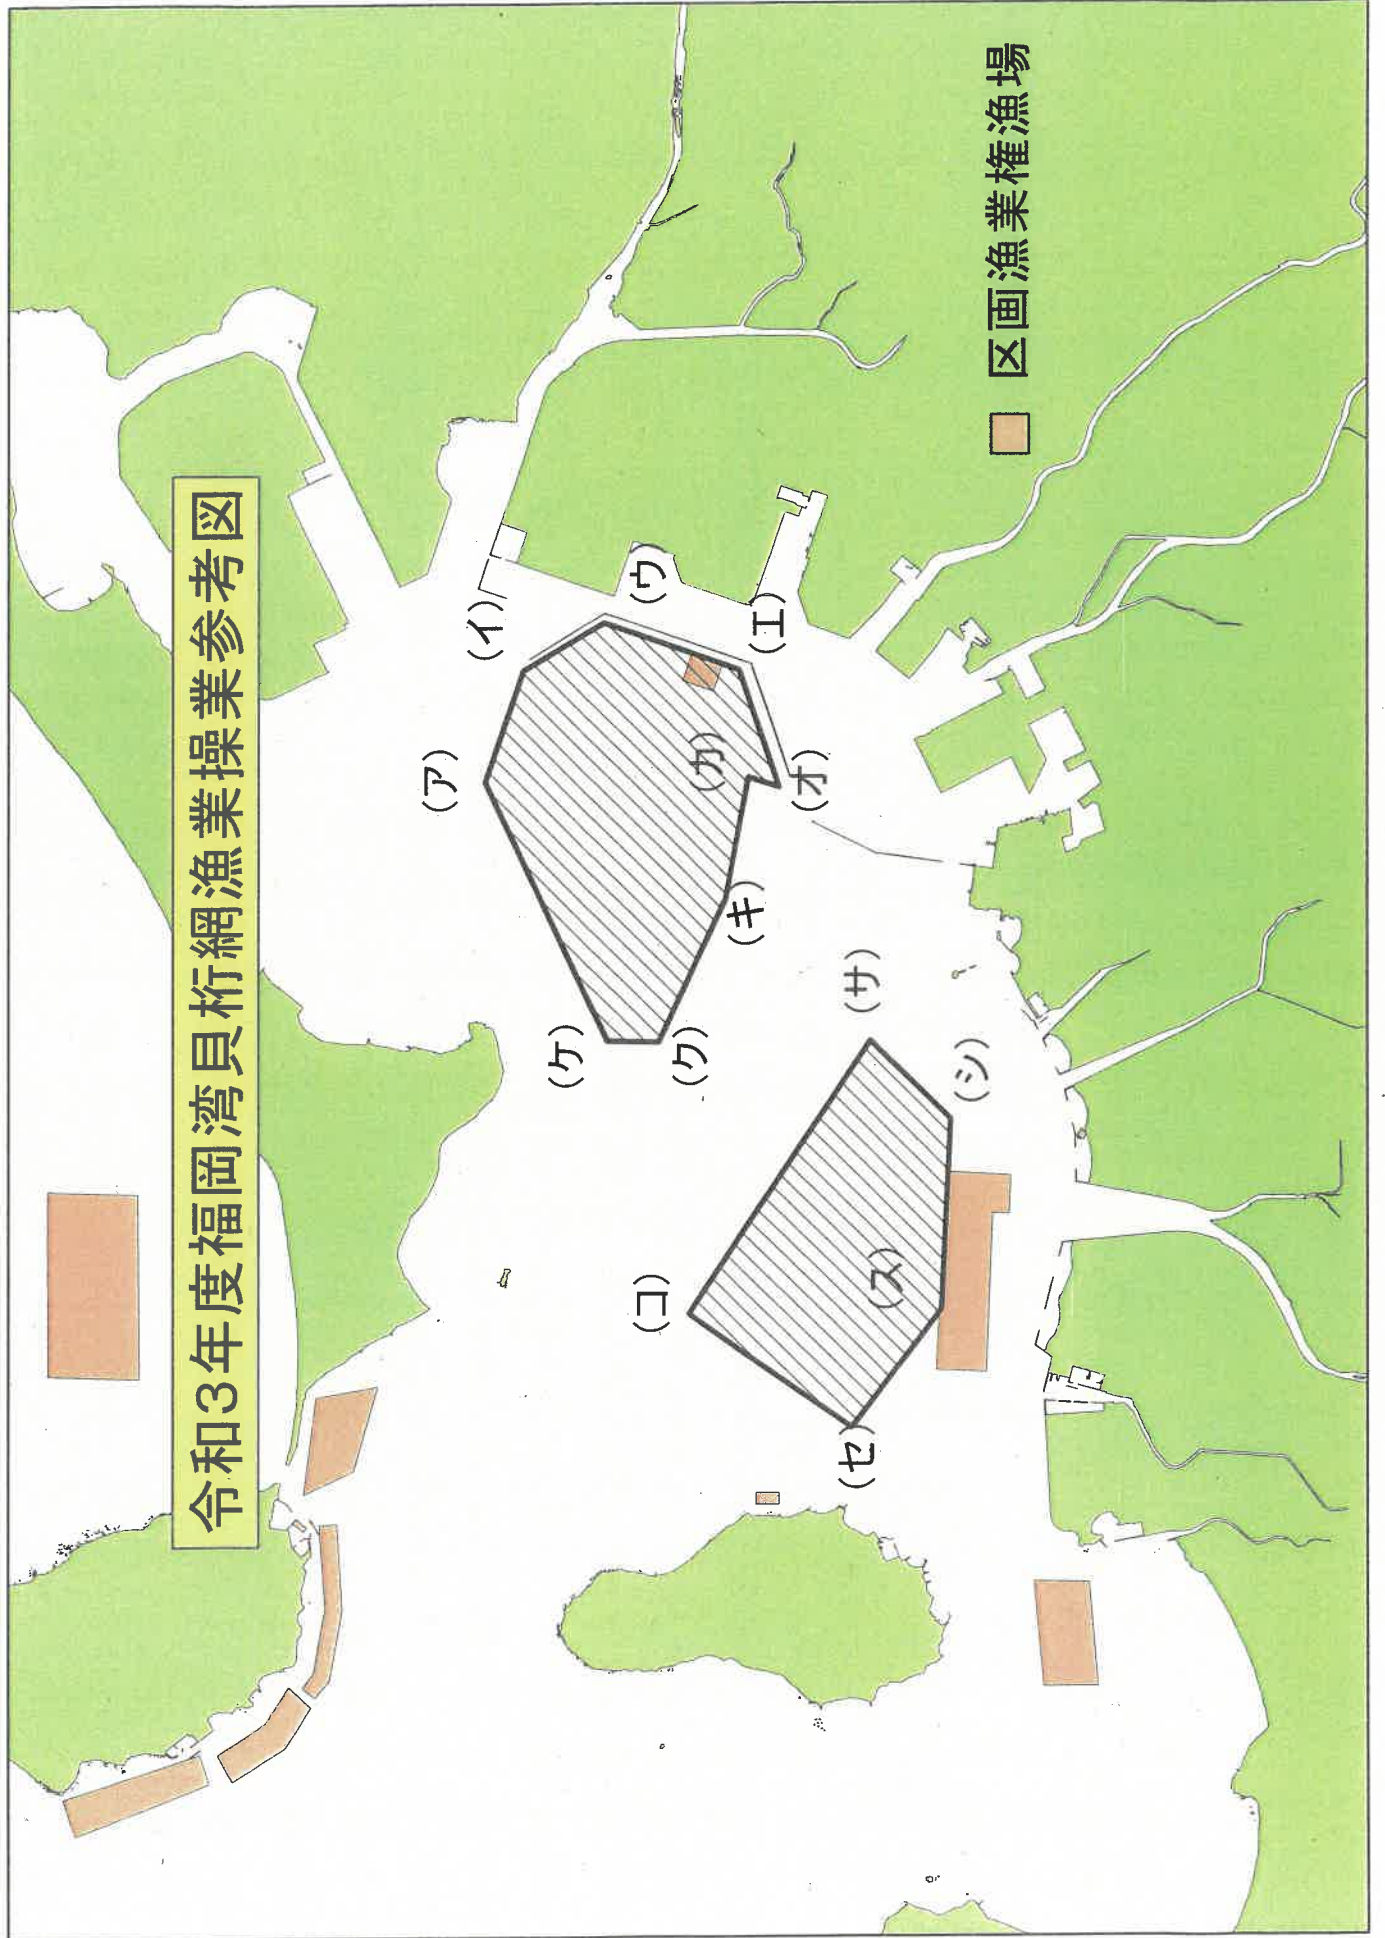 令和3年度福岡湾貝桁網漁業操業参考図
(ア)
(イ)
(ウ)
(エ)
(オ)
(カ)
(キ)
(ク)
(ケ)
(コ)
(サ)
(シ)
(ス)
(セ)
区画漁業権漁場